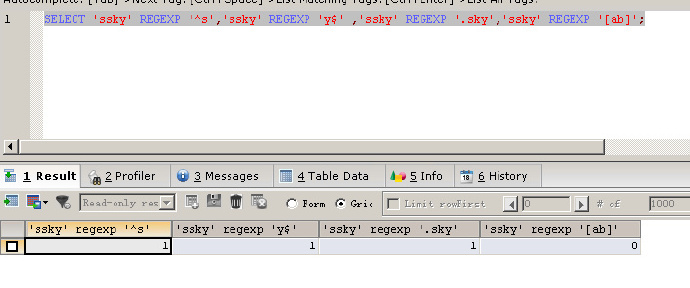 Autocomplete: [Tab]->Next Tag. [Ctrl+Space]->List Matching Tags. [Ctrl+Enter]->List All Tags.
1 SELECT 'ssky' REGEXP '^s','ssky' REGEXP 'y$' ,'ssky' REGEXP '.sky','ssky' REGEXP '[ab]';
1 Result 2 Profiler 3 Messages 4 Table Data 5 Info 6 History
Read-only res Form Gric Limit rowFirst 0 # of 1000
'ssky' regexp '^s' 'ssky' regexp 'y$' 'ssky' regexp '.sky' 'ssky' regexp '[ab]'
1 1 1 0